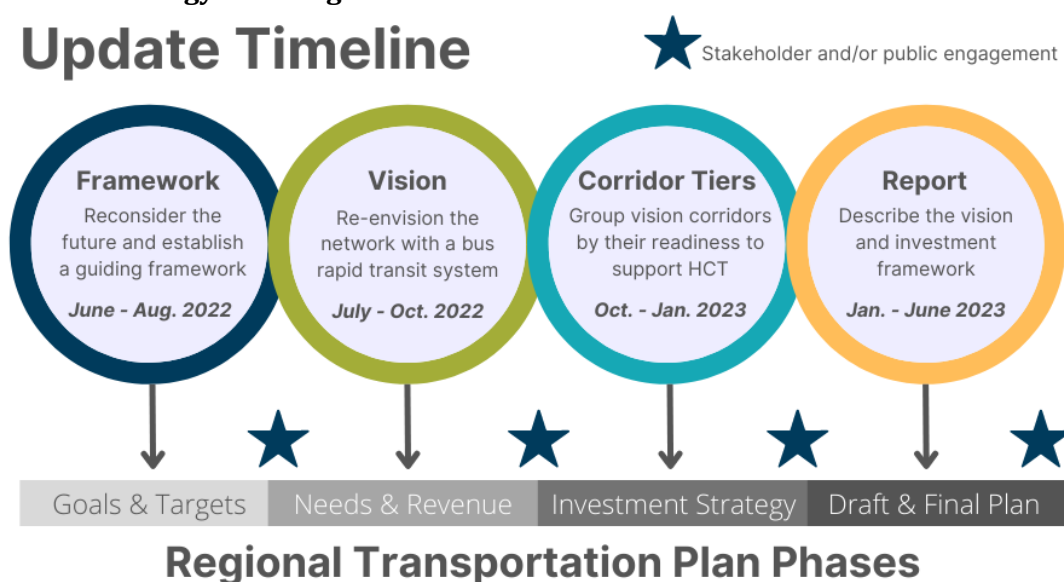 Update Timeline
Stakeholder and/or public engagement
Framework
Reconsider the
future and establish
a guiding framework
June - Aug. 2022
Vision
Re-envision the
network with a bus
rapid transit system
July - Oct. 2022
Corridor Tiers
Group vision corridors
by their readiness to
support HCT
Oct. - Jan. 2023
Report
Describe the vision
and investment
framework
Jan. - June 2023
Goals & Targets
Needs & Revenue
Investment Strategy
Draft & Final Plan
Regional Transportation Plan Phases